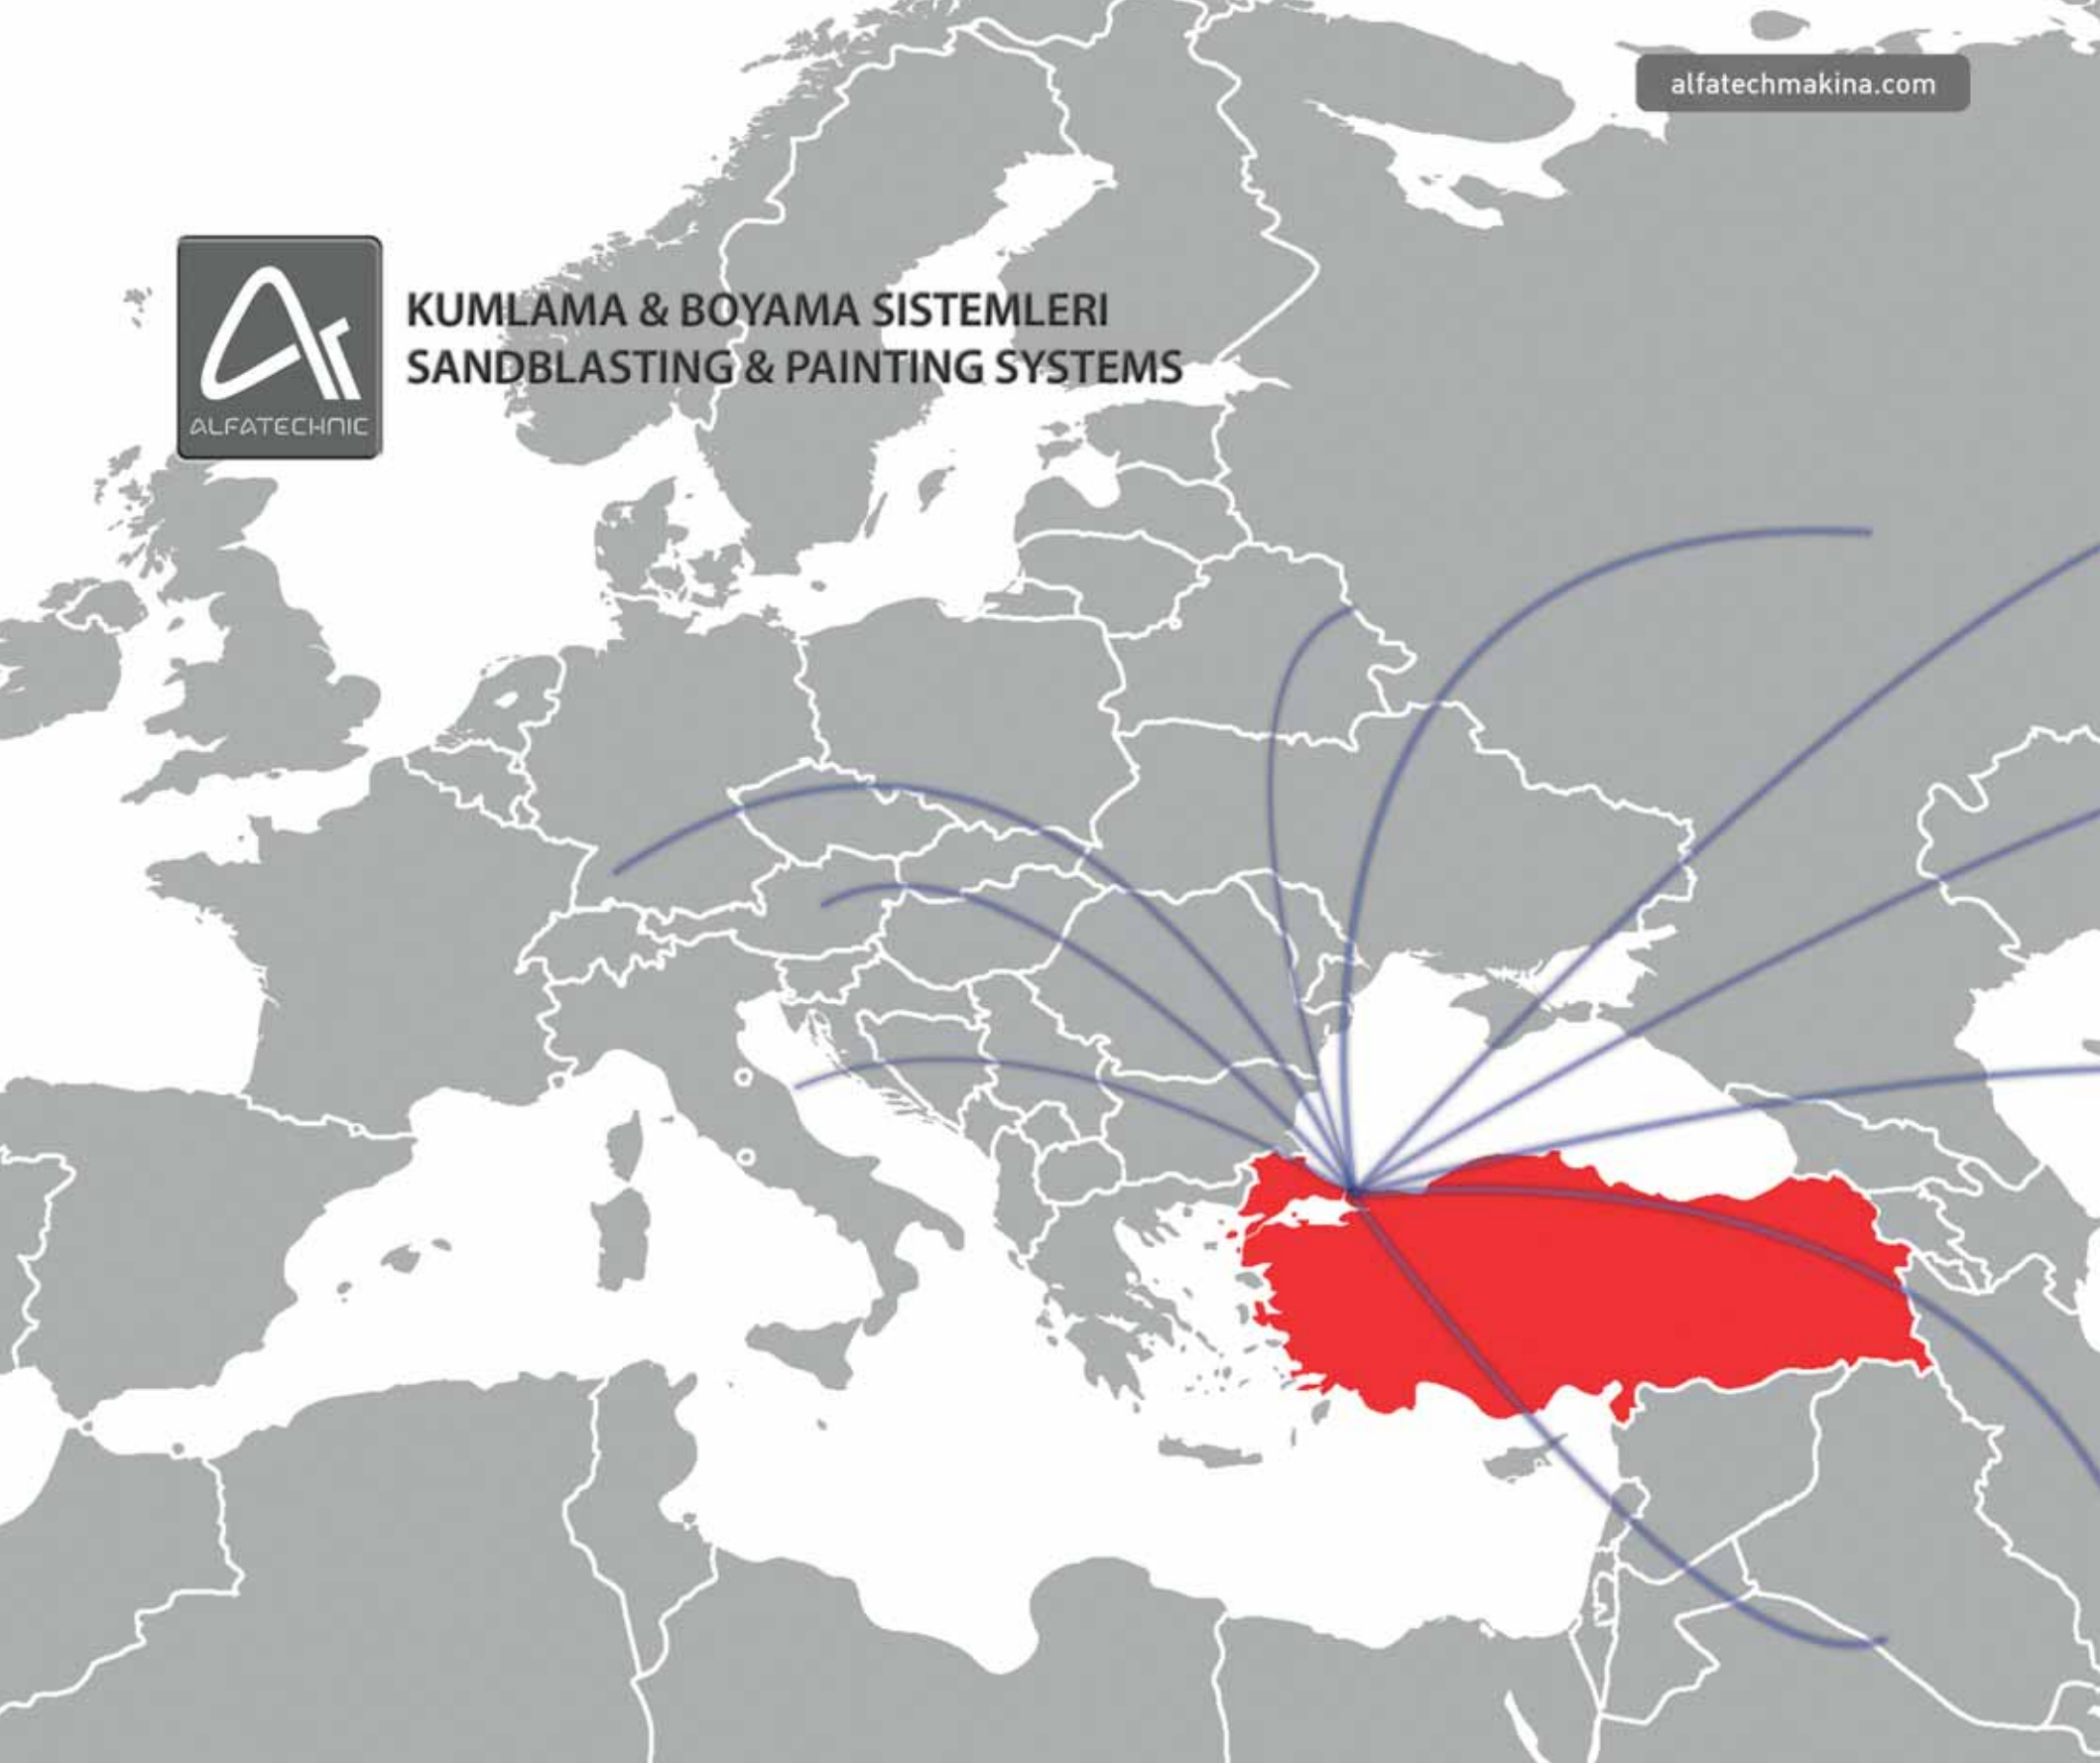 alfatechmakina.com
KUMLAMA & BOYAMA SISTEMLERI
SANDBLASTING & PAINTING SYSTEMS
ALFATECHNIC